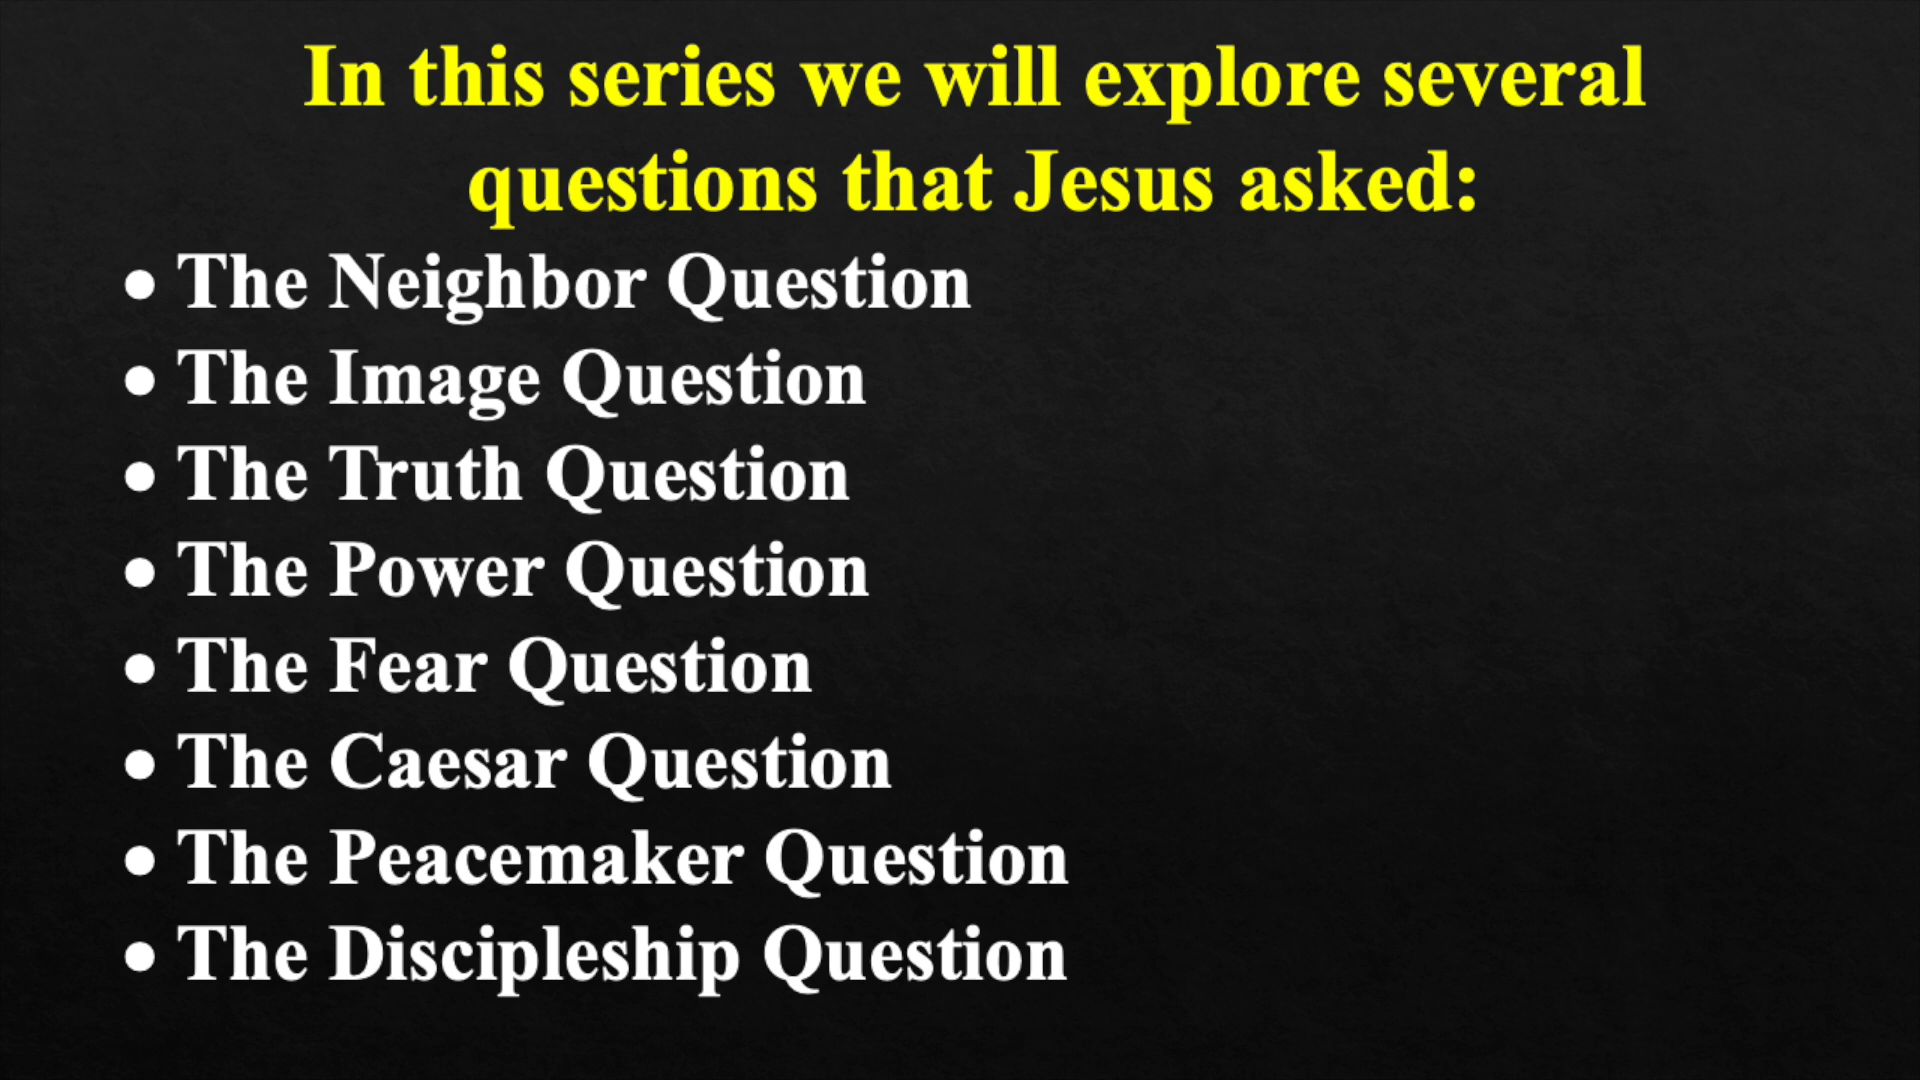 In this series we will explore several
questions that Jesus asked:
• The Neighbor Question
• The Image Question
• The Truth Question
• The Power Question
• The Fear Question
• The Caesar Question
• The Peacemaker Question
• The Discipleship Question